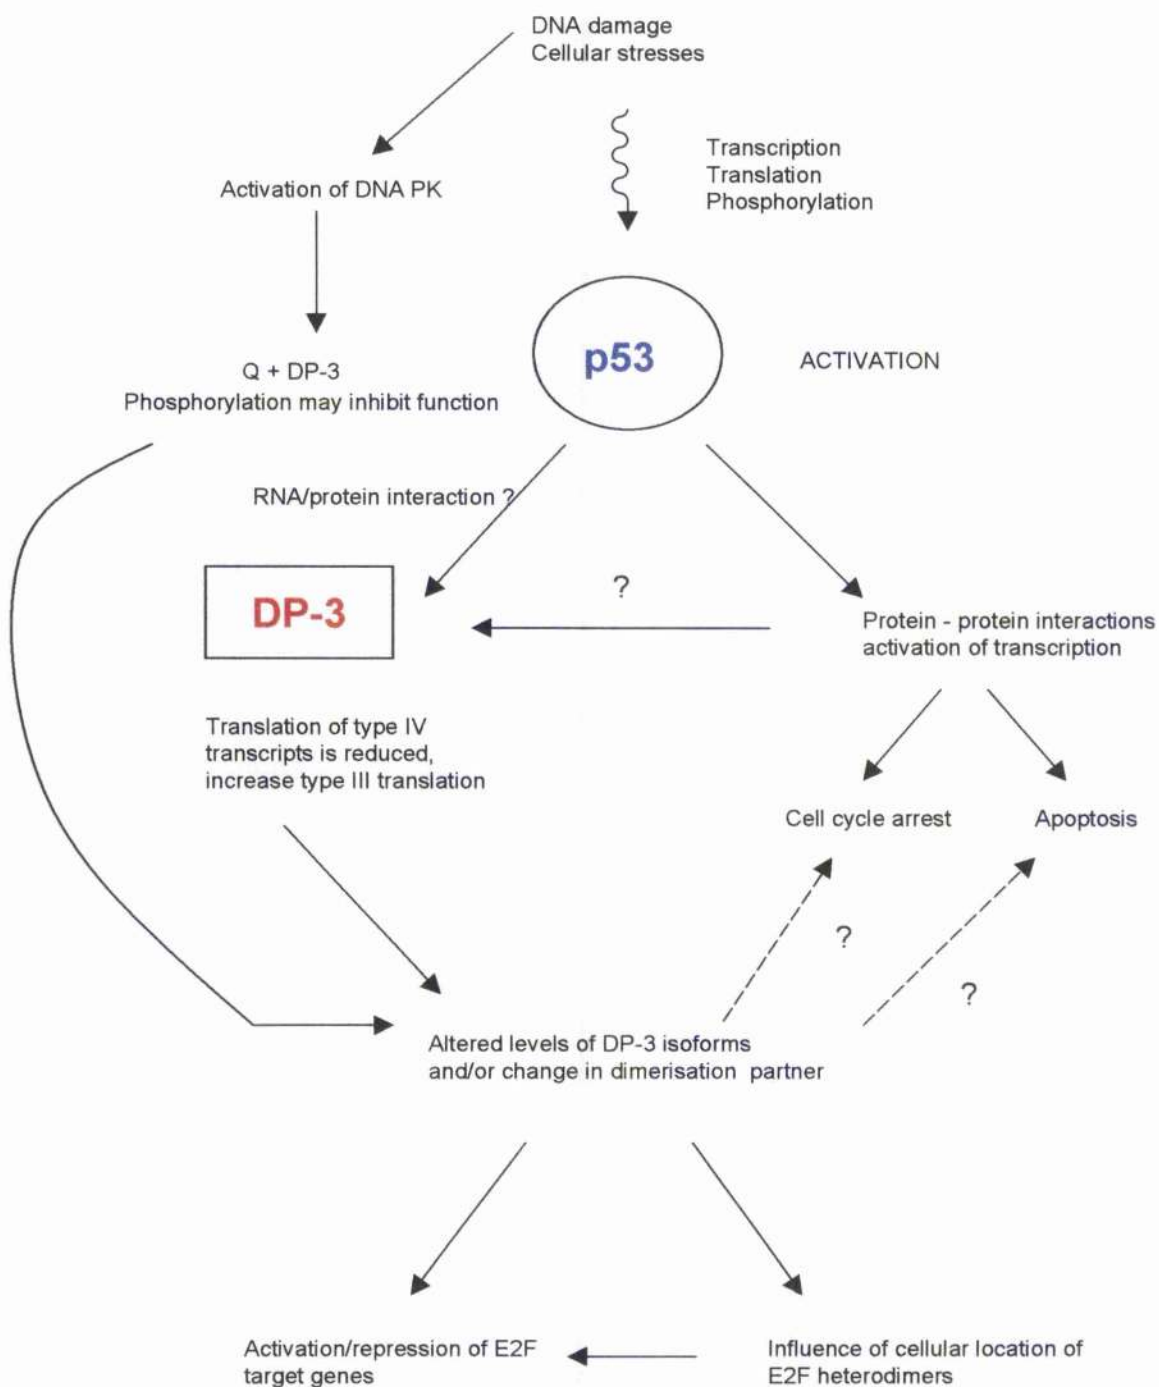 DNA damage
Cellular stresses
Transcription
Translation
Phosphorylation
Activation of DNA PK
p53
ACTIVATION
Q + DP-3
Phosphorylation may inhibit function
RNA/protein interaction ?
DP-3
?
Protein - protein interactions
activation of transcription
Translation of type IV
transcripts is reduced,
increase type III translation
Cell cycle arrest
Apoptosis
?
?
Altered levels of DP-3 isoforms
and/or change in dimerisation partner
Activation/repression of E2F
target genes
Influence of cellular location of
E2F heterodimers